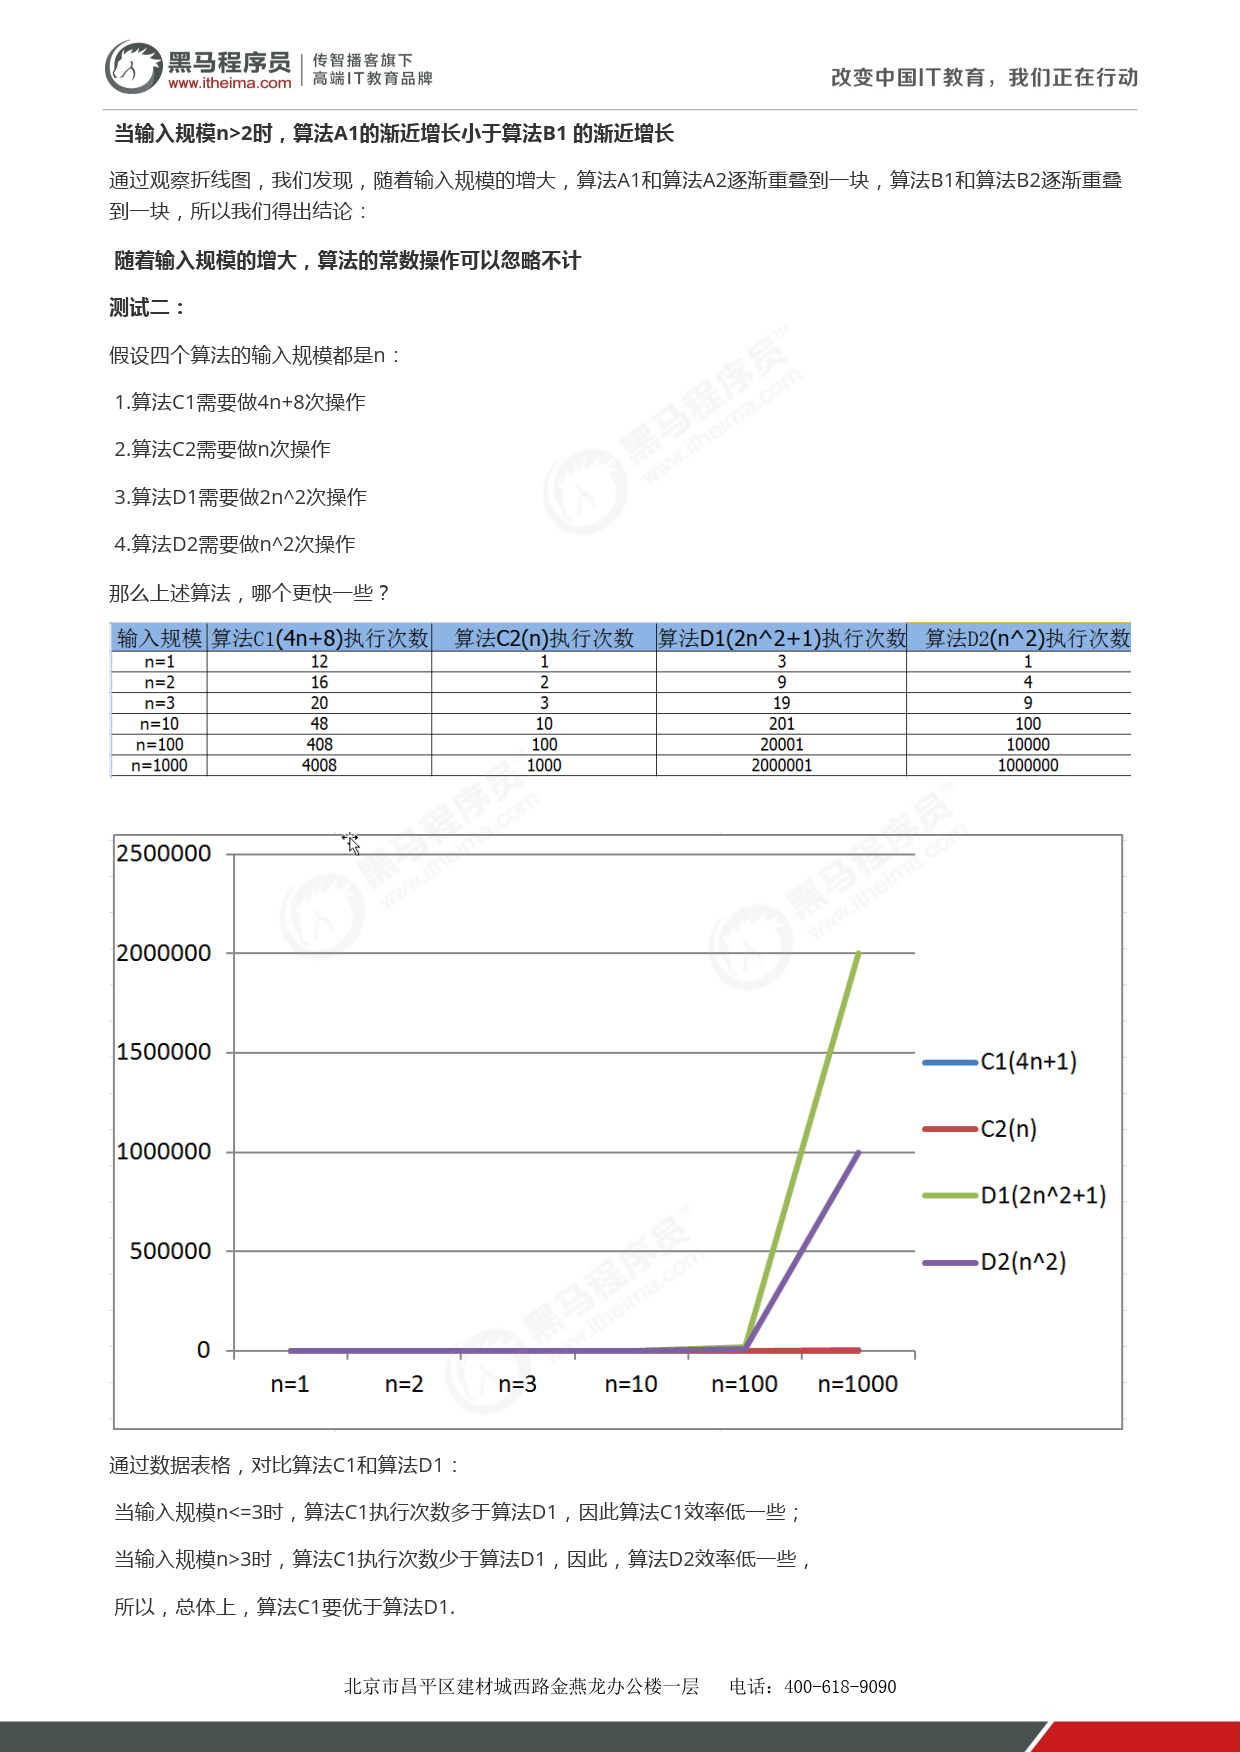 黑马程序员
www.itheima.com
传智播客旗下
高端IT教育品牌
改变中国IT教育，我们正在行动
当输入规模n>2时，算法A1的渐近增长小于算法B1 的渐近增长
通过观察折线图，我们发现，随着输入规模的增大，算法A1和算法A2逐渐重叠到一块，算法B1和算法B2逐渐重叠
到一块，所以我们得出结论：
随着输入规模的增大，算法的常数操作可以忽略不计
测试二：
假设四个算法的输入规模都是n：
1.算法C1需要做4n+8次操作
2.算法C2需要做n次操作
3.算法D1需要做2n^2次操作
4.算法D2需要做n^2次操作
那么上述算法，哪个更快一些？
输入规模 算法C1(4n+8)执行次数 算法C2(n)执行次数 算法D1(2n^2+1)执行次数 算法D2(n^2)执行次数
n=1 12 1 3 1
n=2 16 2 9 4
n=3 20 3 19 9
n=10 48 10 201 100
n=100 408 100 20001 10000
n=1000 4008 1000 2000001 1000000
2500000
2000000
1500000
1000000
500000
0
n=1 n=2 n=3 n=10 n=100 n=1000
C1(4n+1)
C2(n)
D1(2n^2+1)
D2(n^2)
通过数据表格，对比算法C1和算法D1：
当输入规模n<=3时，算法C1执行次数多于算法D1，因此算法C1效率低一些；
当输入规模n>3时，算法C1执行次数少于算法D1，因此，算法D2效率低一些，
所以，总体上，算法C1要优于算法D1.
北京市昌平区建材城西路金燕龙办公楼一层 电话：400-618-9090